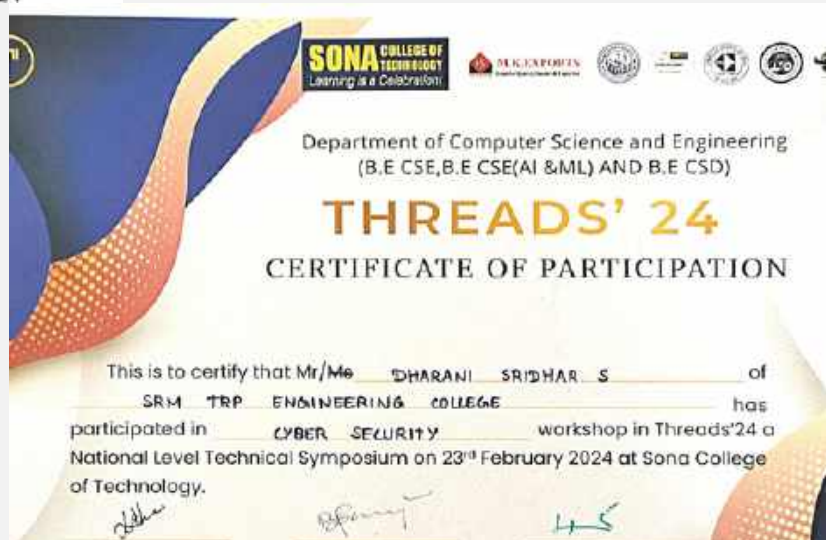 SONA COLLEGE OF TECHNOLOGY
Learning is a Celebration!
M.K.EXPORTS
Department of Computer Science and Engineering
(B.E CSE,B.E CSE(AI &ML) AND B.E CSD)
THREADS' 24
CERTIFICATE OF PARTICIPATION
This is to certify that Mr/Ms DHARANI SRIDHAR S of
SRM TRP ENGINEERING COLLEGE has
participated in CYBER SECURITY workshop in Threads'24 a
National Level Technical Symposium on 23rd February 2024 at Sona College
of Technology.